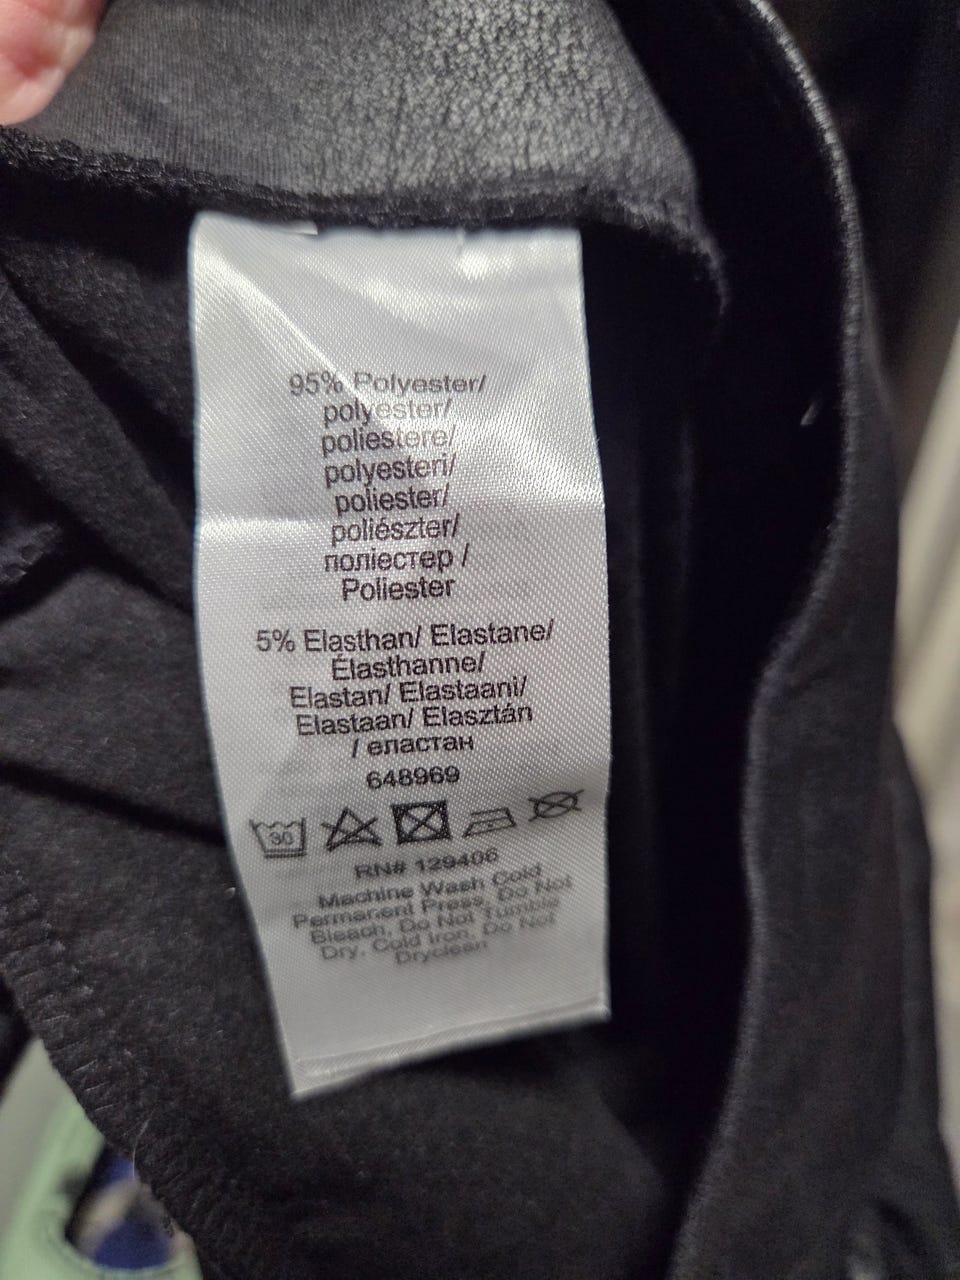 95% Polyester/
polyester/
poliestere/
polyesteri/
poliester/
poliészter/
поліестер /
Poliester
5% Elasthan/ Elastane/
Élasthanne/
Elastan/ Elastaani/
Elastaan/ Elasztán
/ еластан
648969
30
RN# 129406
Machine Wash Cold
Permanent Press, Do Not
Bleach, Do Not Tumble
Dry, Cold Iron, Do Not
Dryclean